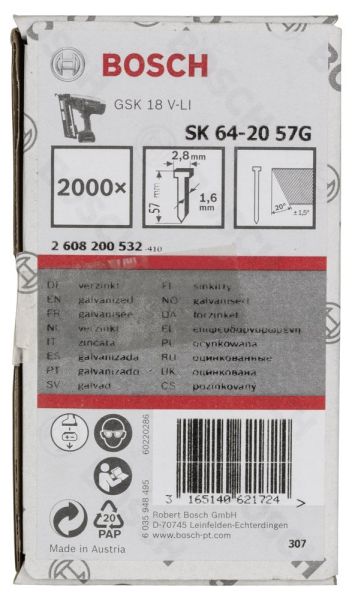 BOSCH
GSK 18 V-LI
SK 64-20 57G
2000×
2,8mm
57 mm
1,6 mm
20°
± 1,5°
2 608 200 532 -410
DE verzinkt
EN galvanized
FR galvanisée
NL verzinkt
IT zincata
ES galvanizada
PT galvanizado
SV galvad
FI sinkitty
NO galvanisert
DA forzinket
EL επιψευδαργυρωμένη
PL ocynkowana
RU оцинкованные
UK оцинкована
CS pozinkovaný
60220286
6 035 948 495
20
PAP
3 165140 621724 >
Robert Bosch GmbH
D-70745 Leinfelden-Echterdingen
www.bosch-pt.com
Made in Austria
307